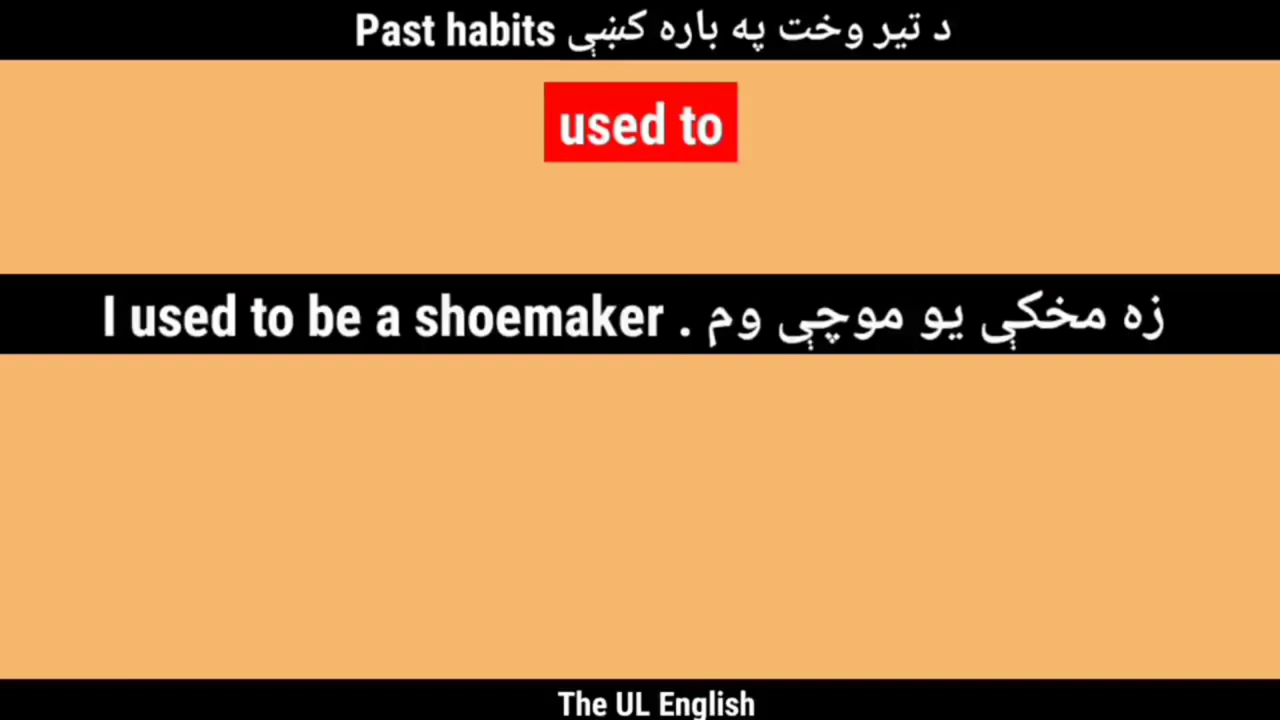 Past habits د تیر وخت په باره کښې
used to
I used to be a shoemaker . زه مخکې یو موچې وم
The UL English